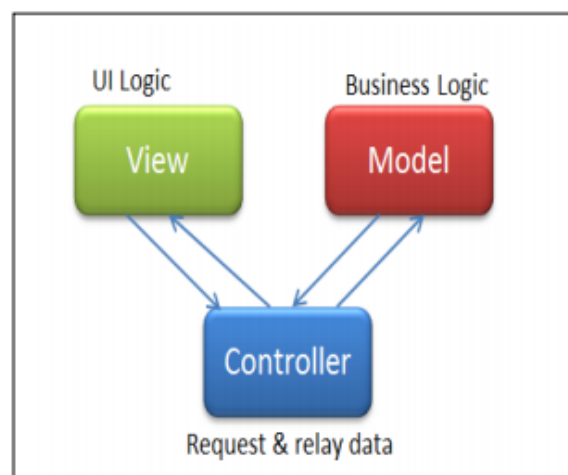 UI Logic
Business Logic
View
Model
Controller
Request & relay data